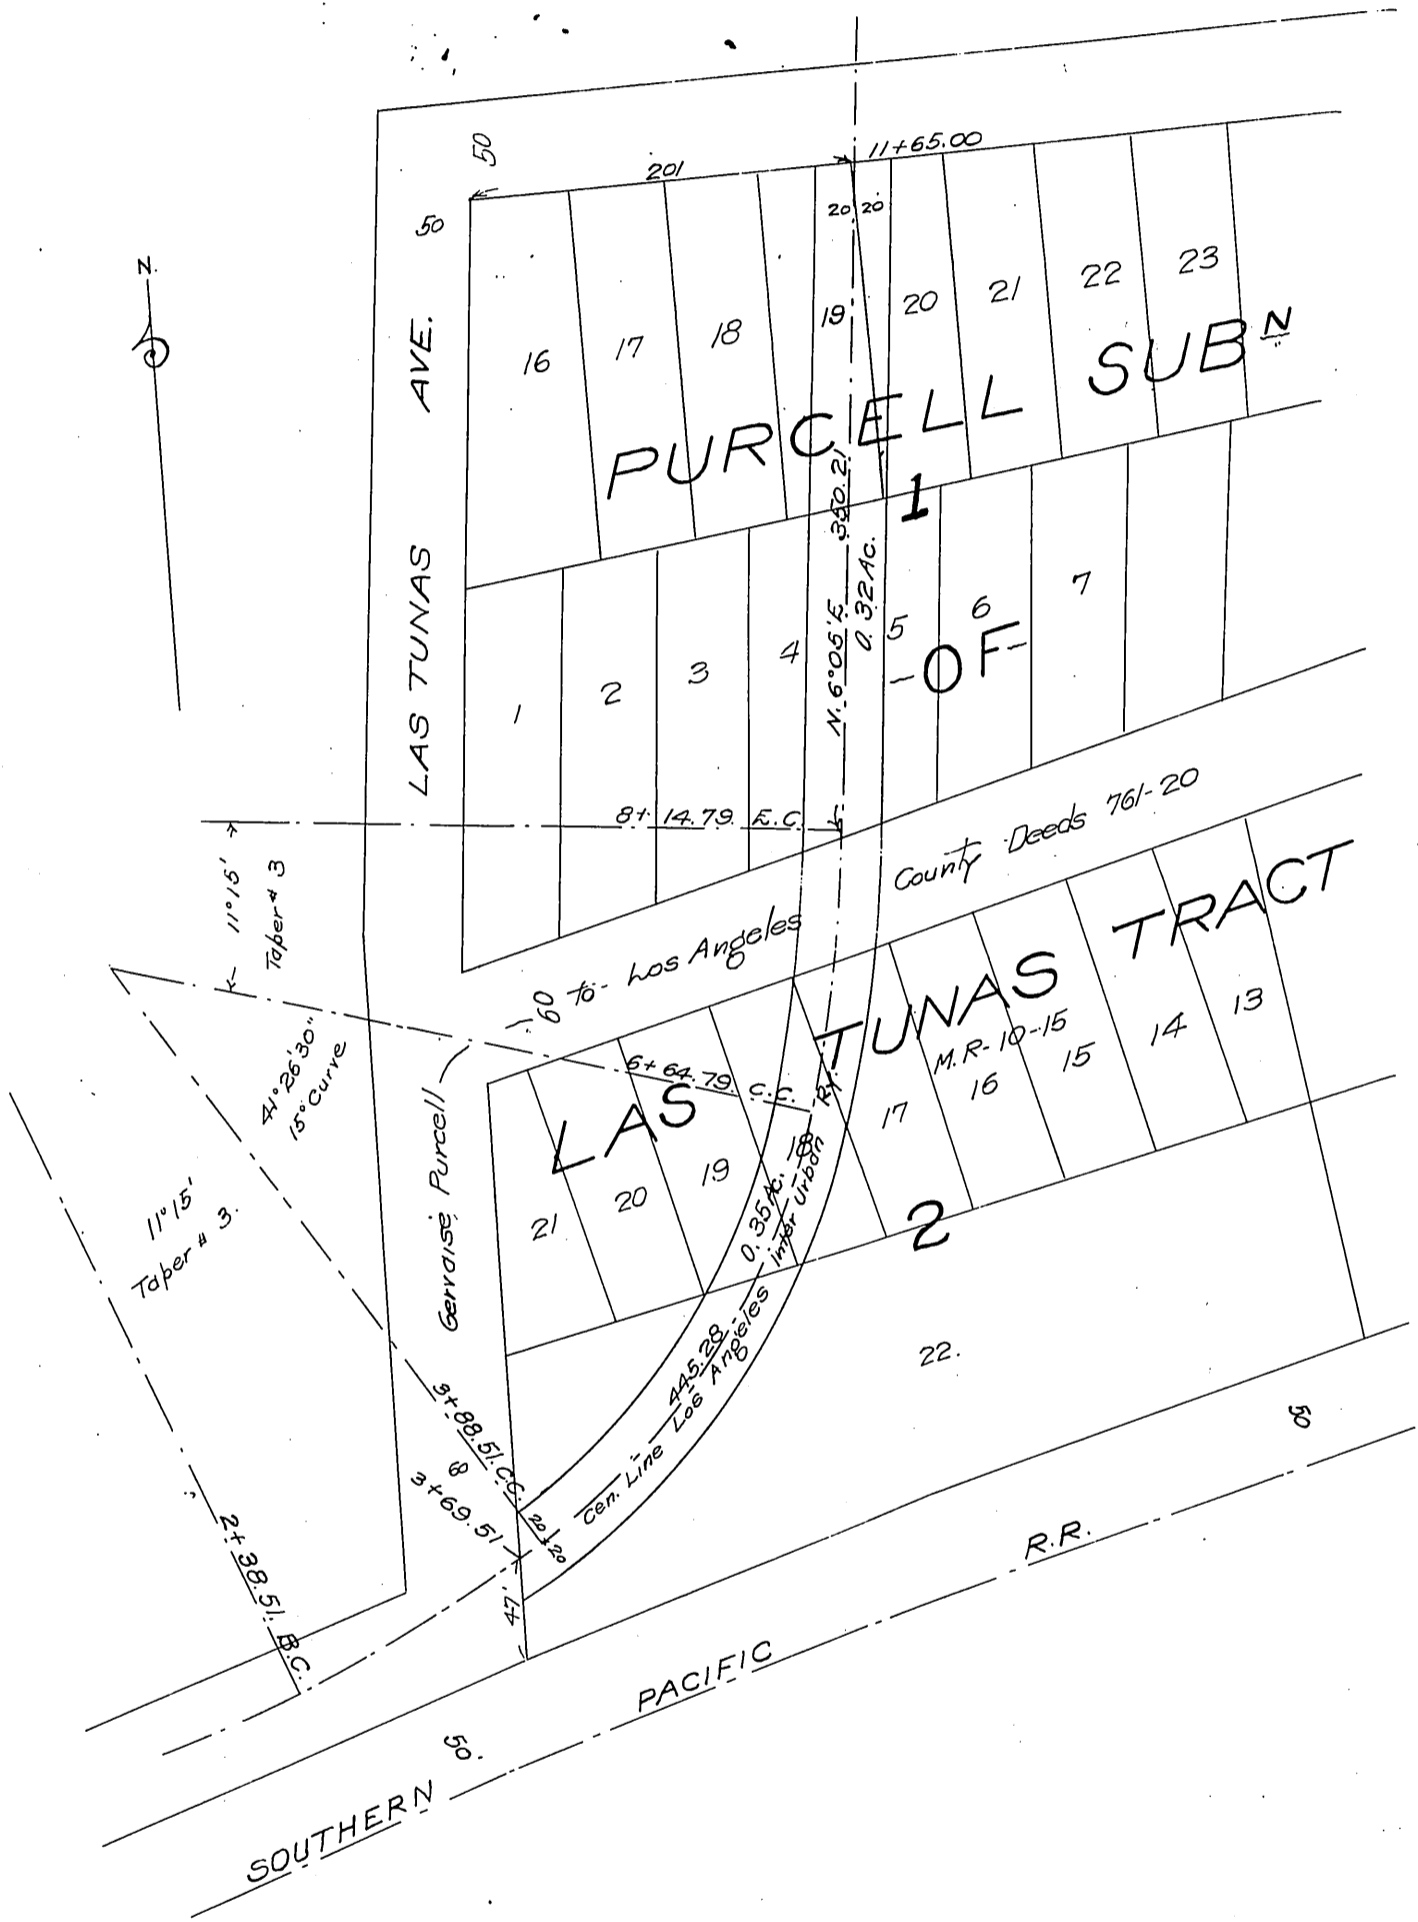 50
201
11+65.00
50
20 20
N.
16
17
18
19
20
21
22
23
LAS TUNAS AVE.
PURCELL SUBN
1
N. 6°05'E. 350.21
0.32 Ac.
1
2
3
4
5
6
7
-OF-
8+ 14.79. E.C.
11°15'
Taper # 3
County Deeds 761-20
60 to Los Angeles
41°26'30"
15° Curve
6+ 64.79. C.C.
LAS TUNAS TRACT
M.R-10-15
21
20
19
18
17
16
15
14
13
Gervaise Purcell
11°15'
Taper # 3.
0.35 Ac.
445.28
Cen. Line Los Angeles inter Urban Ry.
2
22.
3+88.51. C.C.
60
3+69.51
20+20
47'
2+38.51. B.C.
50
50.
SOUTHERN PACIFIC R.R.